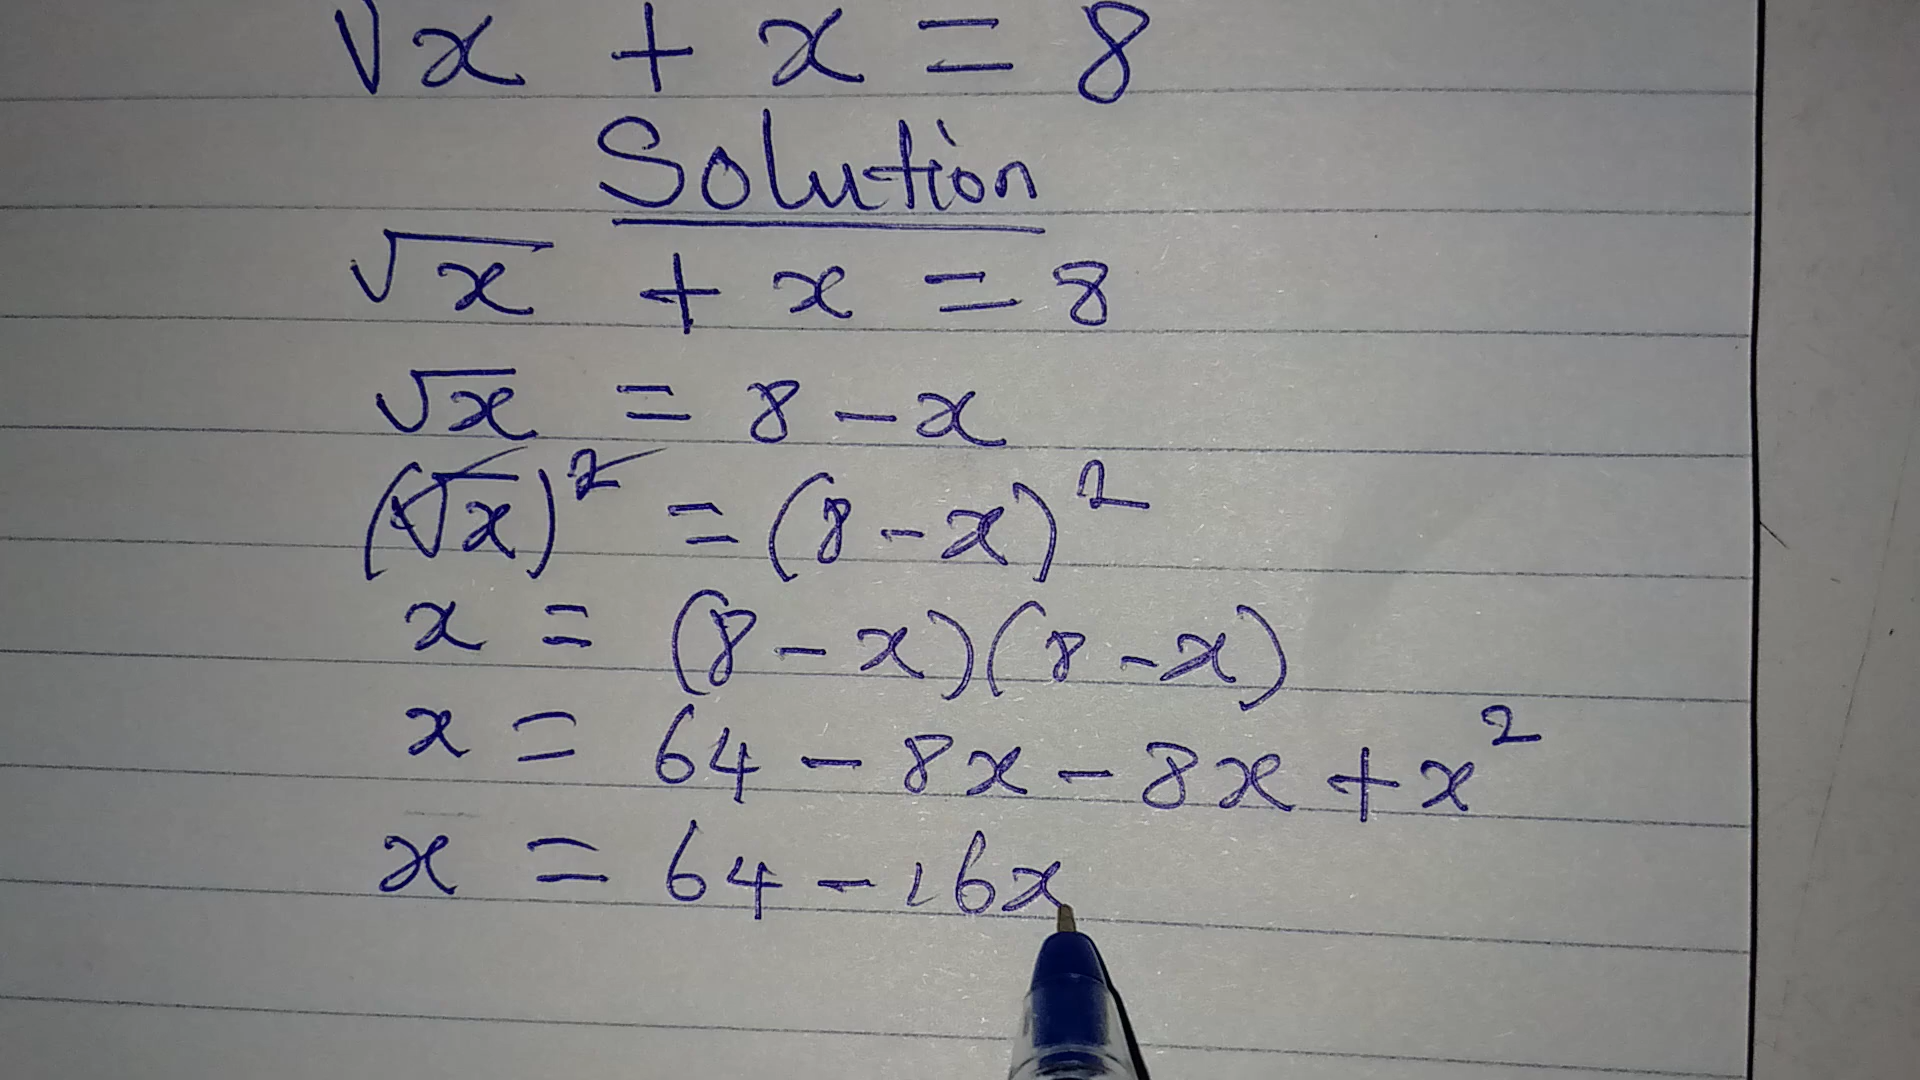 √x + x = 8
Solution
√x + x = 8
√x = 8 - x
(√x)² = (8 - x)²
x = (8 - x)(8 - x)
x = 64 - 8x - 8x + x²
x = 64 - 16x